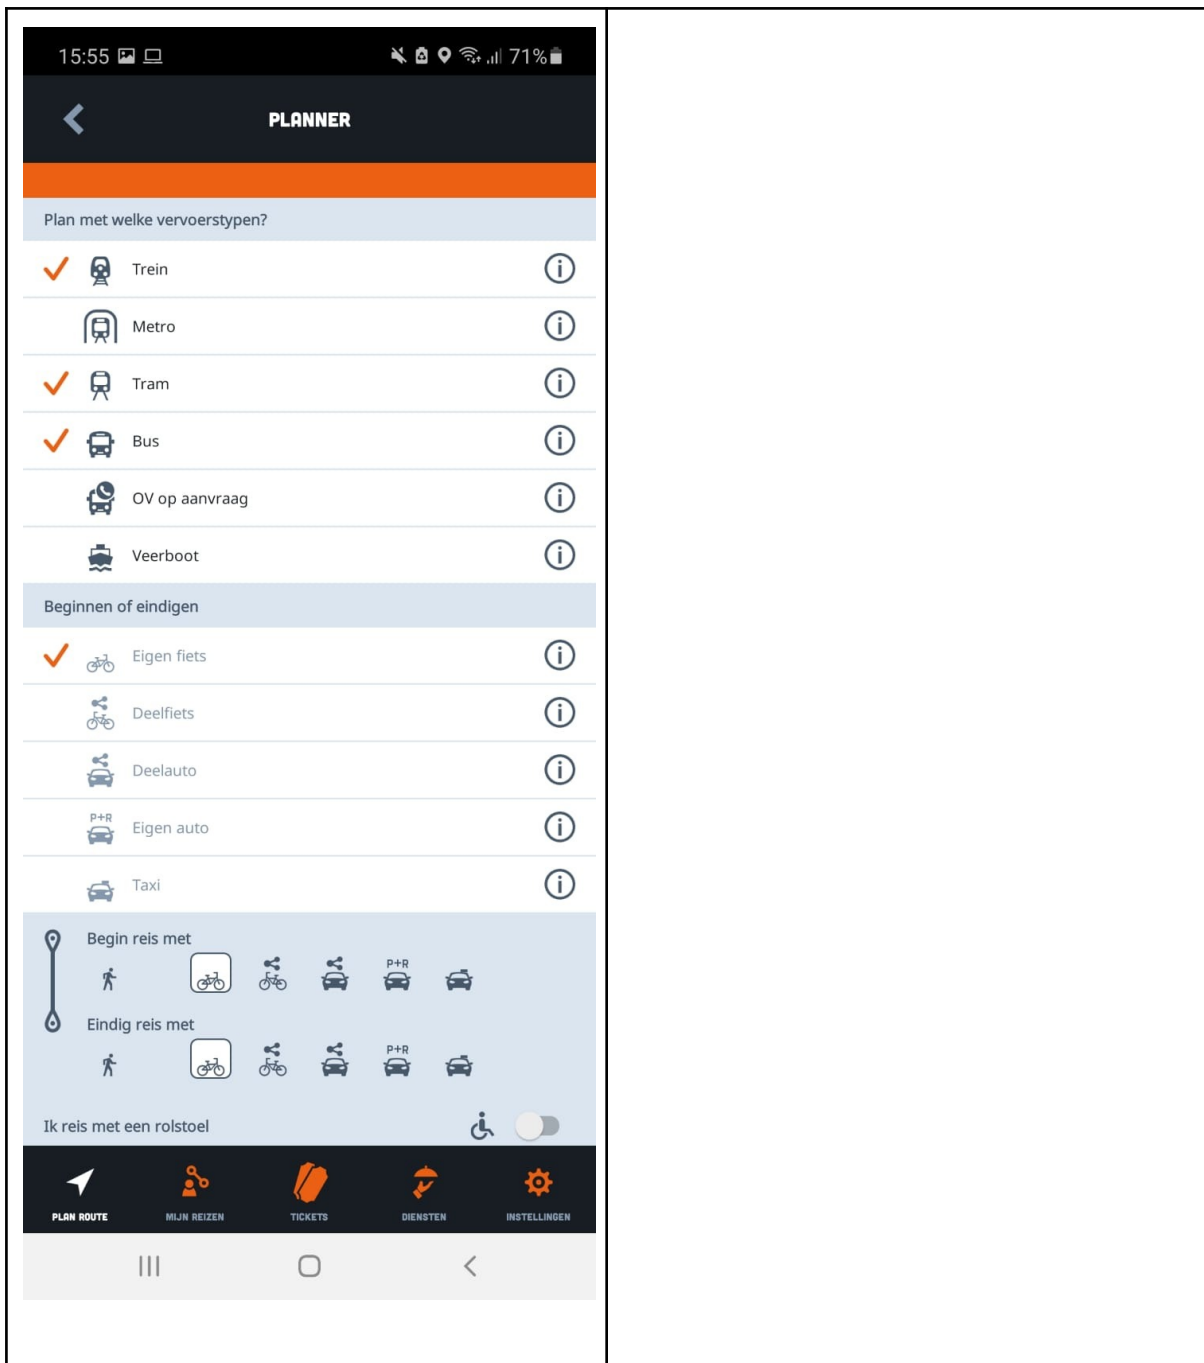 15:55 71%
PLANNER
Plan met welke vervoerstypen?
Trein
Metro
Tram
Bus
OV op aanvraag
Veerboot
Beginnen of eindigen
Eigen fiets
Deelfiets
Deelauto
P+R
Eigen auto
Taxi
Begin reis met
P+R
Eindig reis met
P+R
Ik reis met een rolstoel
PLAN ROUTE MIJN REIZEN TICKETS DIENSTEN INSTELLINGEN